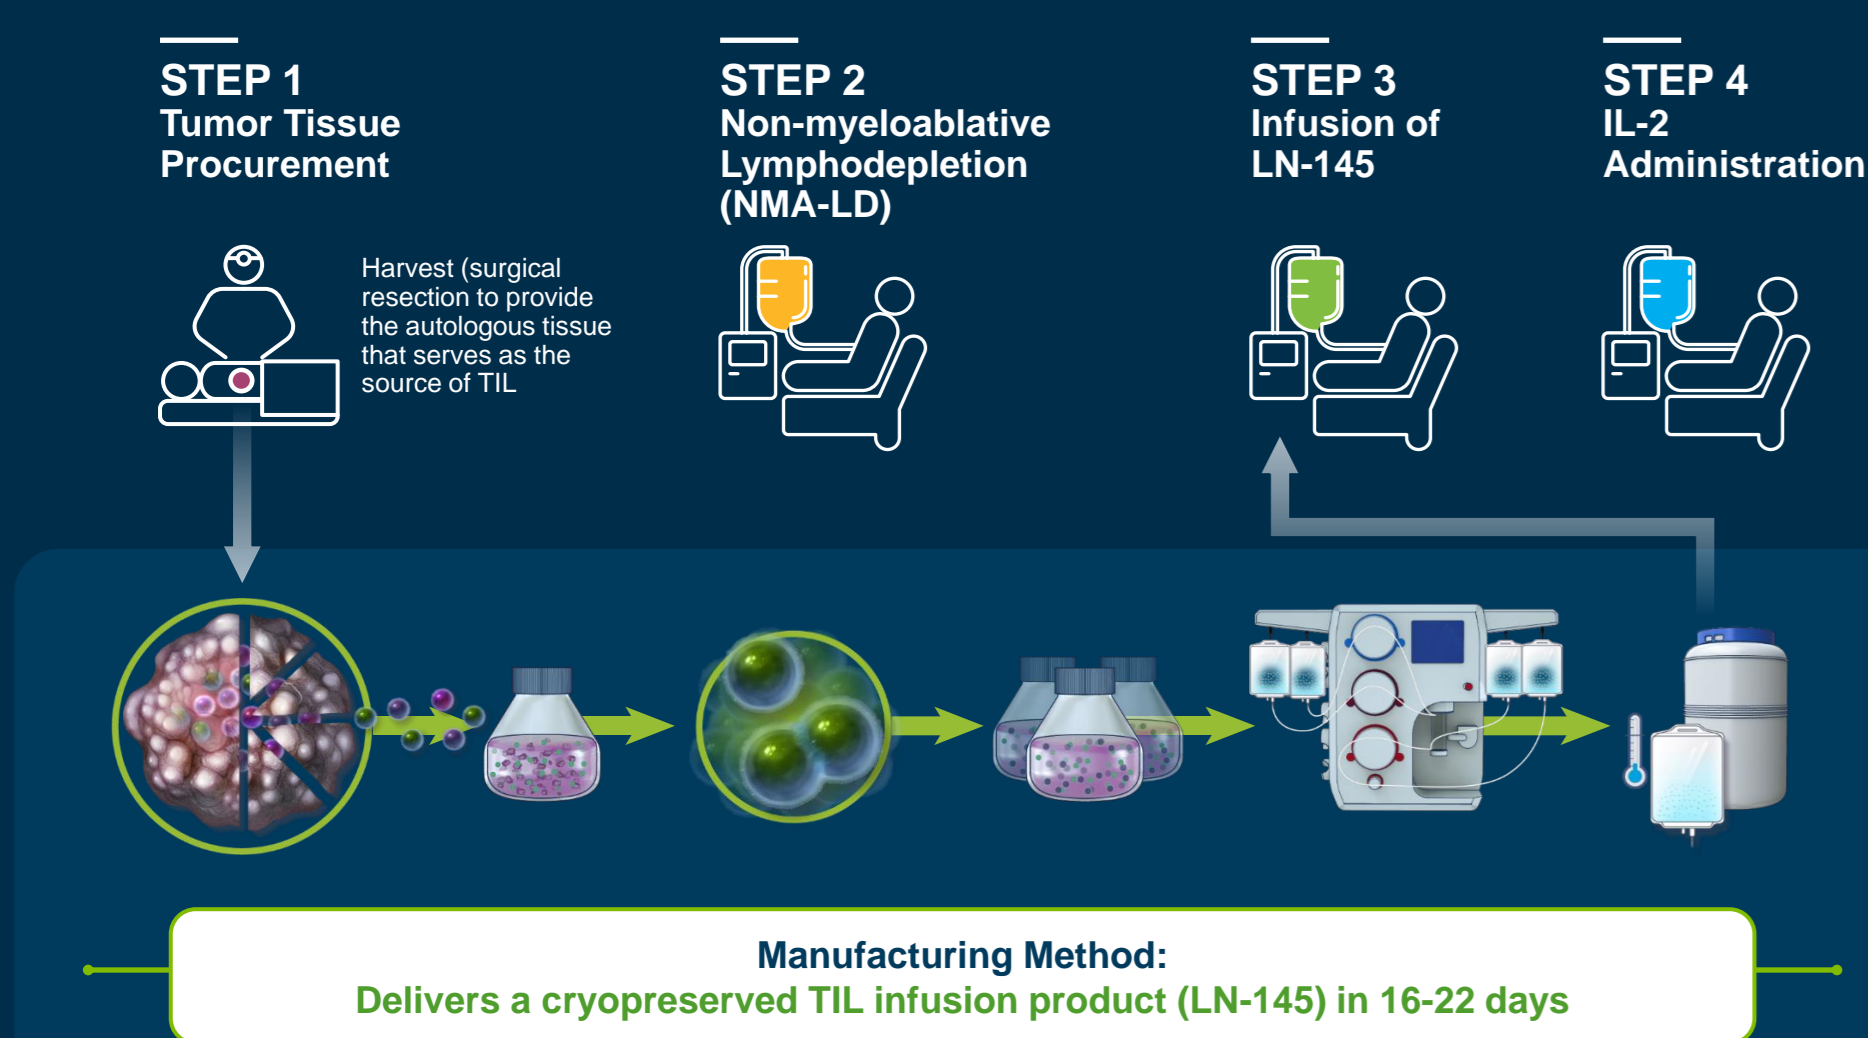 STEP 1
Tumor Tissue
Procurement
Harvest (surgical
resection to provide
the autologous tissue
that serves as the
source of TIL
STEP 2
Non-myeloablative
Lymphodepletion
(NMA-LD)
STEP 3
Infusion of
LN-145
STEP 4
IL-2
Administration
Manufacturing Method:
Delivers a cryopreserved TIL infusion product (LN-145) in 16-22 days